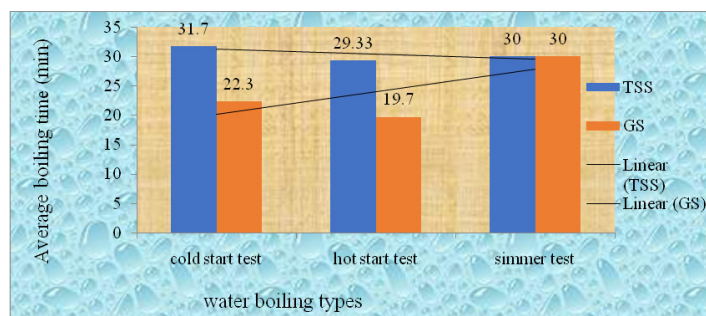 35
30
25
20
15
10
5
0
Average boiling time (min)
31.7
22.3
29.33
19.7
30
30
cold start test
hot start test
simmer test
water boiling types
TSS
GS
Linear
(TSS)
Linear (GS)